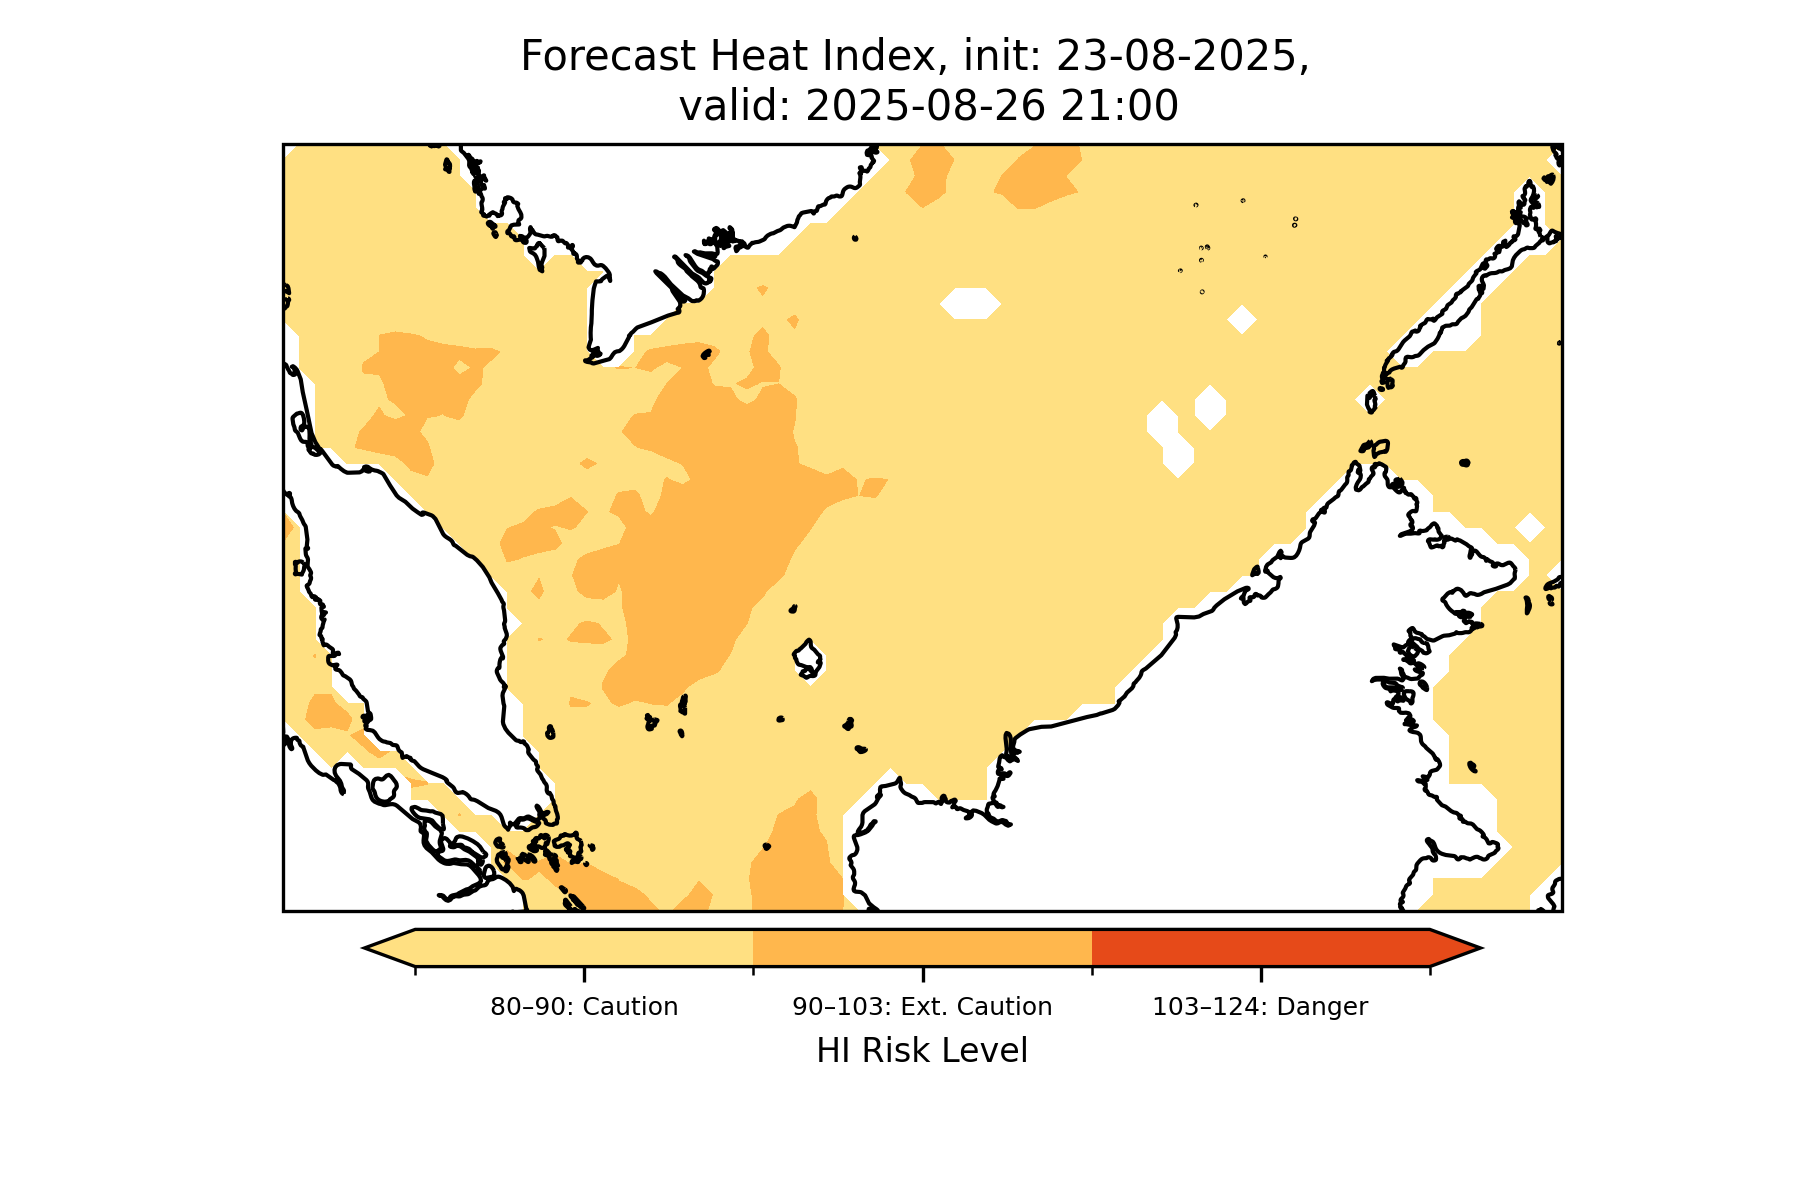 Forecast Heat Index, init: 23-08-2025,
valid: 2025-08-26 21:00
80–90: Caution
90–103: Ext. Caution
103–124: Danger
HI Risk Level